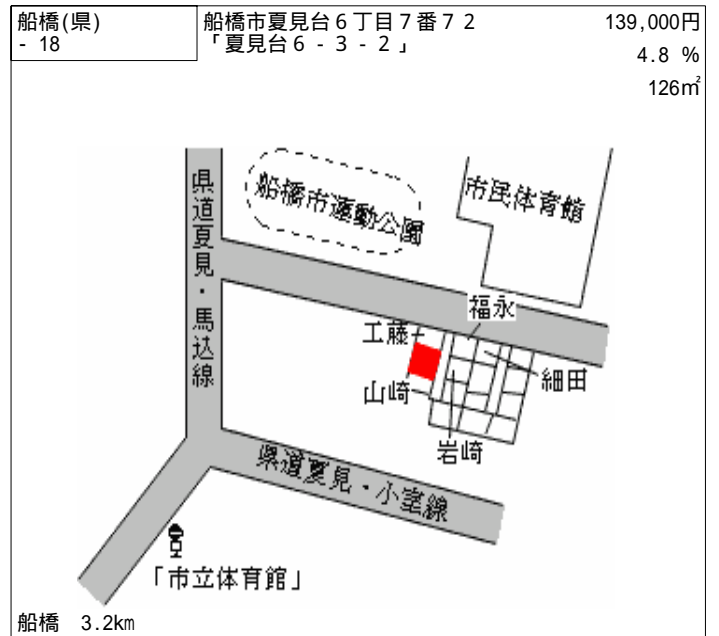 船橋(県)
- 18
船橋市夏見台6丁目7番72
「夏見台6 - 3 - 2」
139,000円
4.8 %
126㎡
県道夏見・馬込線
船橋市運動公園
市民体育館
福永
工藤
山崎
細田
岩崎
県道夏見・小室線
「市立体育館」
船橋 3.2㎞